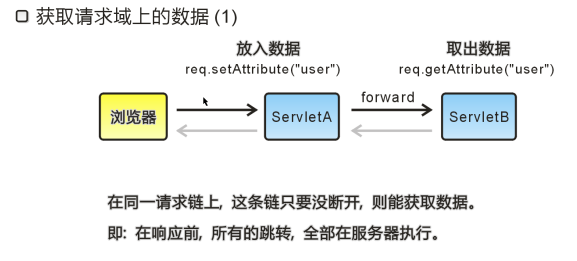 获取请求域上的数据 (1)
放入数据 取出数据
req.setAttribute("user") req.getAttribute("user")
浏览器 ServletA forward ServletB
在同一请求链上, 这条链只要没断开, 则能获取数据。
即: 在响应前, 所有的跳转, 全部在服务器执行。